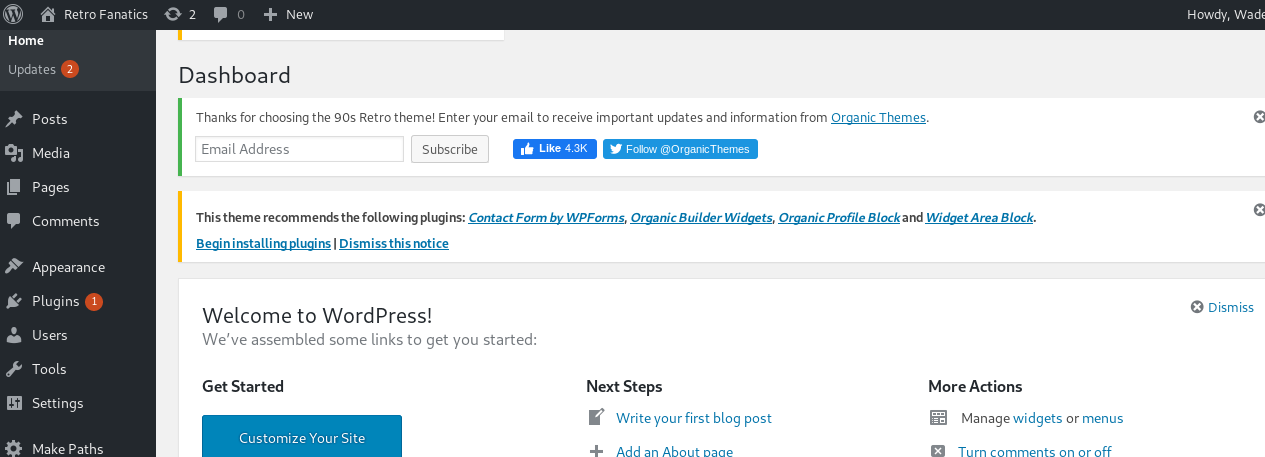 Retro Fanatics 2 0 New Howdy, Wade
Home
Updates 2
Posts
Media
Pages
Comments
Appearance
Plugins 1
Users
Tools
Settings
Make Paths
Dashboard
Thanks for choosing the 90s Retro theme! Enter your email to receive important updates and information from Organic Themes.
Email Address Subscribe Like 4.3K Follow @OrganicThemes
This theme recommends the following plugins: Contact Form by WPForms, Organic Builder Widgets, Organic Profile Block and Widget Area Block.
Begin installing plugins | Dismiss this notice
Welcome to WordPress!
Dismiss
We've assembled some links to get you started:
Get Started
Customize Your Site
Next Steps
Write your first blog post
Add an About page
More Actions
Manage widgets or menus
Turn comments on or off